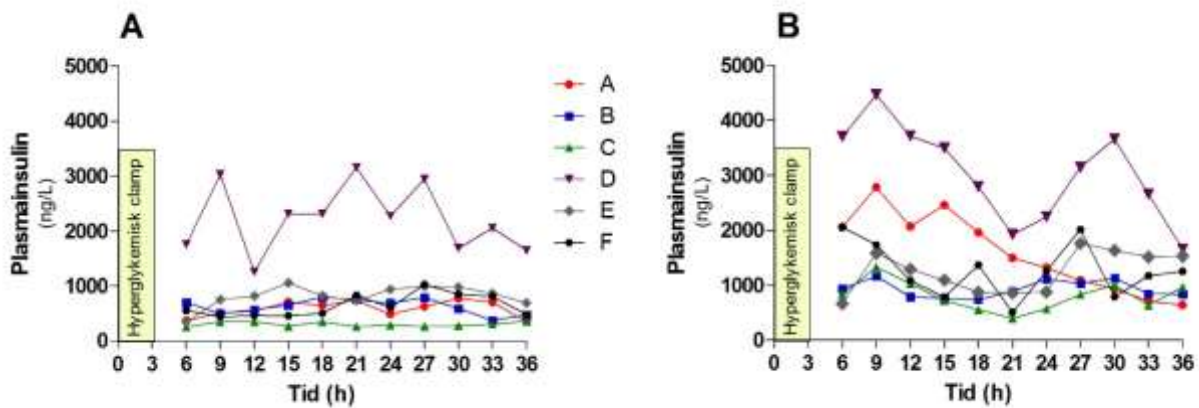 A
B
5000
4000
3000
2000
1000
0
Plasmainsulin
(ng/L)
Hyperglykemisk clamp
0 3 6 9 12 15 18 21 24 27 30 33 36
Tid (h)
A
B
C
D
E
F
5000
4000
3000
2000
1000
0
Plasmainsulin
(ng/L)
Hyperglykemisk clamp
0 3 6 9 12 15 18 21 24 27 30 33 36
Tid (h)